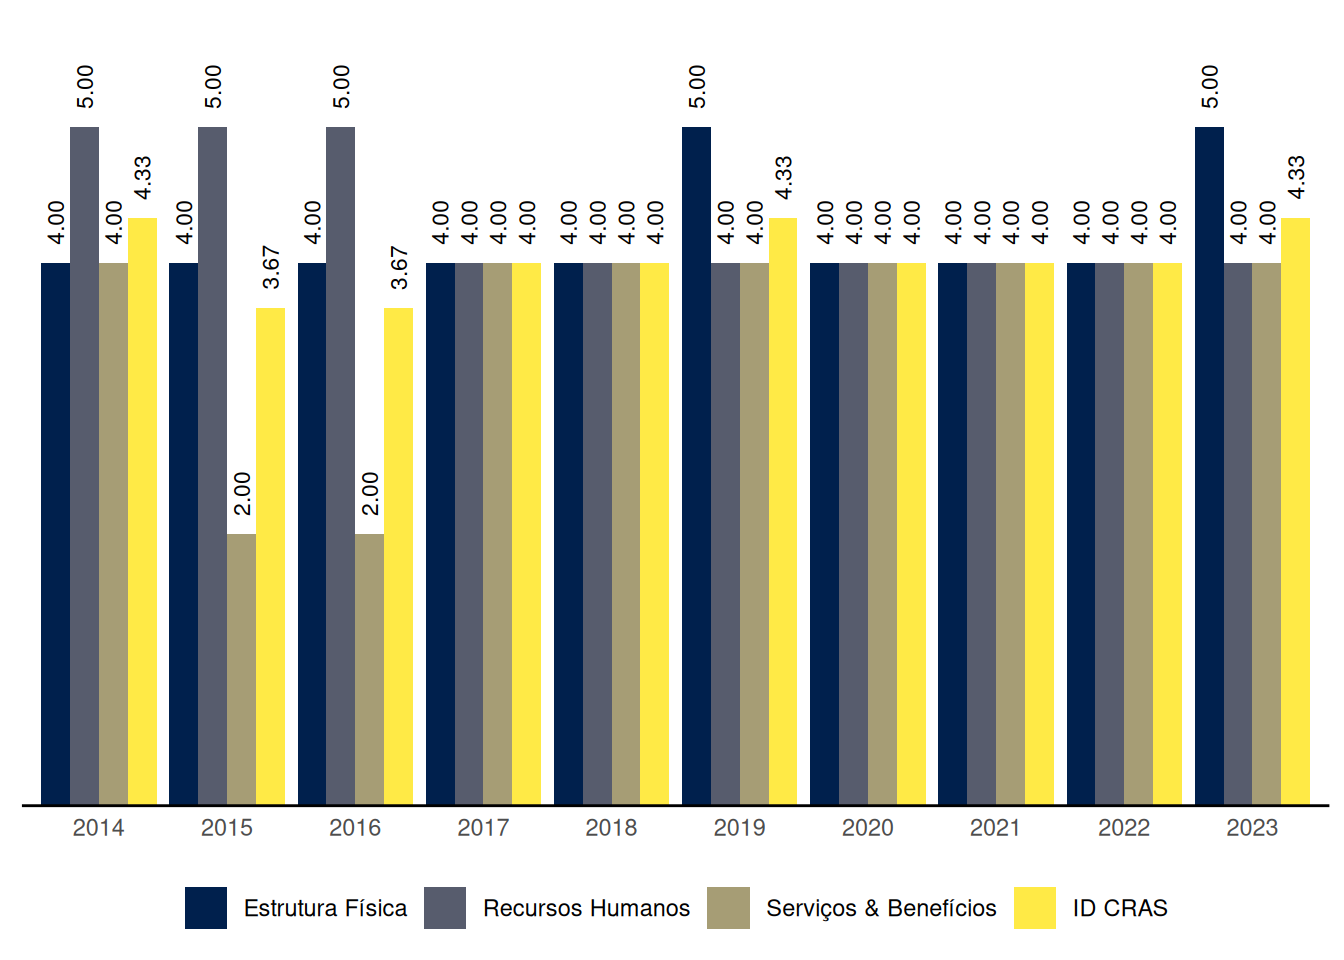 5.00 5.00 5.00 5.00 5.00
4.33 4.33 4.33
4.00 4.00 4.00 4.00 4.00 4.00 4.00 4.00 4.00 4.00 4.00 4.00 4.00 4.00 4.00 4.00 4.00 4.00 4.00 4.00 4.00 4.00 4.00 4.00 4.00 4.00 4.00 4.00
3.67 3.67
2.00 2.00
2014 2015 2016 2017 2018 2019 2020 2021 2022 2023
Estrutura Física Recursos Humanos Serviços & Benefícios ID CRAS